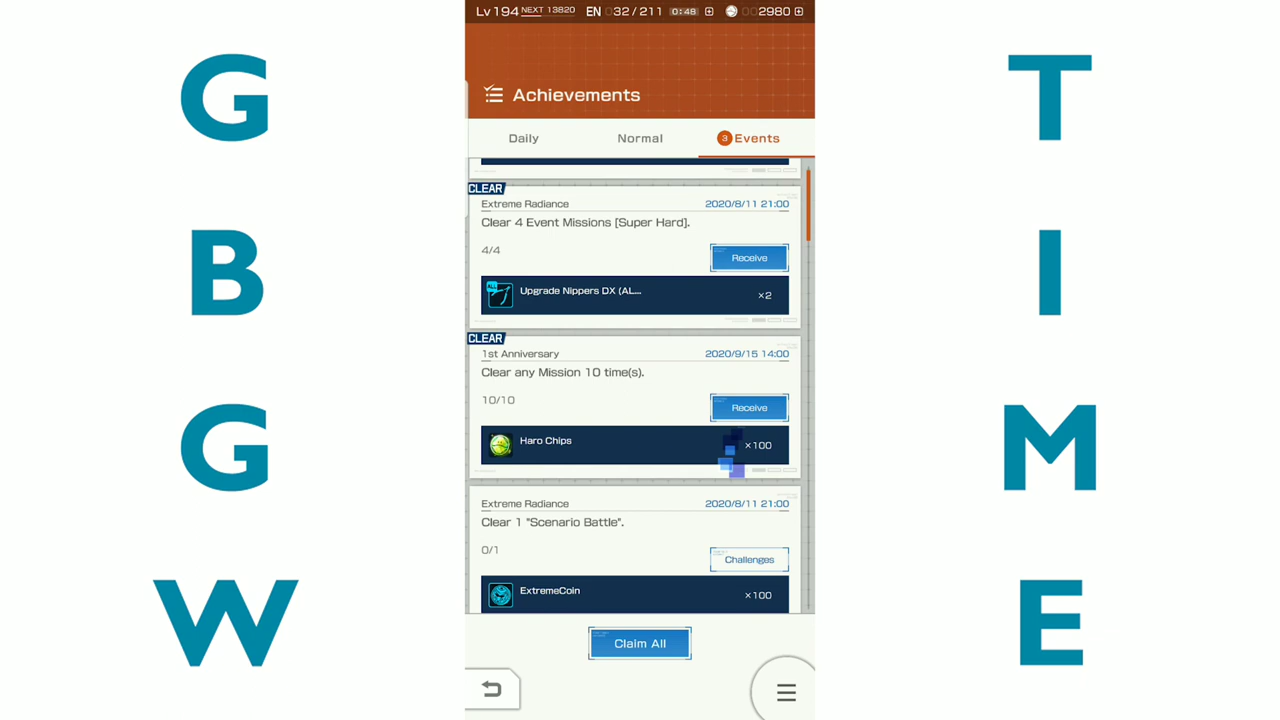 G
B
G
W
Lv 194 NEXT 13820 EN 032/211 0:48 002980
Achievements
Daily Normal 3 Events
CLEAR
Extreme Radiance 2020/8/11 21:00
Clear 4 Event Missions [Super Hard].
4/4
Receive
ALL
Upgrade Nippers DX (AL... ×2
CLEAR
1st Anniversary 2020/9/15 14:00
Clear any Mission 10 time(s).
10/10
Receive
Haro Chips ×100
Extreme Radiance 2020/8/11 21:00
Clear 1 "Scenario Battle".
0/1
Challenges
ExtremeCoin ×100
Claim All
T
I
M
E